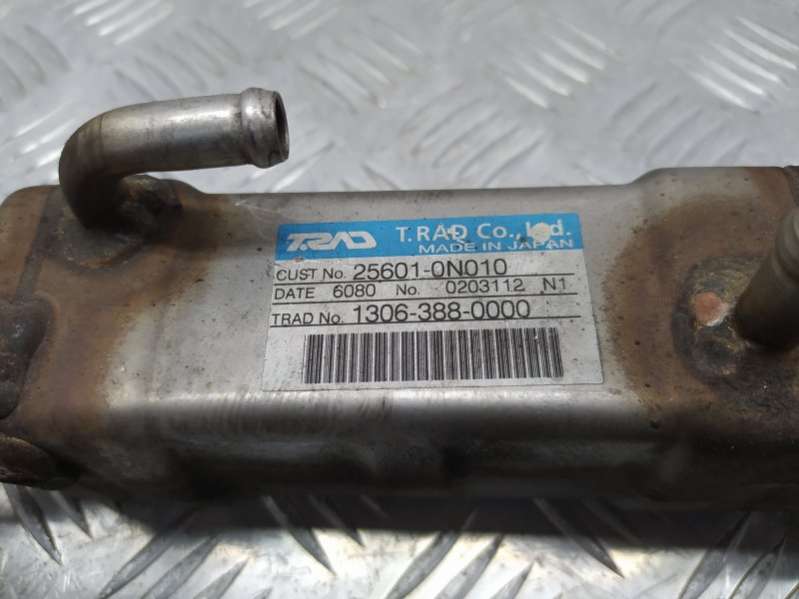 T.RAD T.RAD Co., Ltd.
MADE IN JAPAN
CUST No. 25601-0N010
DATE 6080 No. 0203112 N1
TRAD No. 1306-388-0000